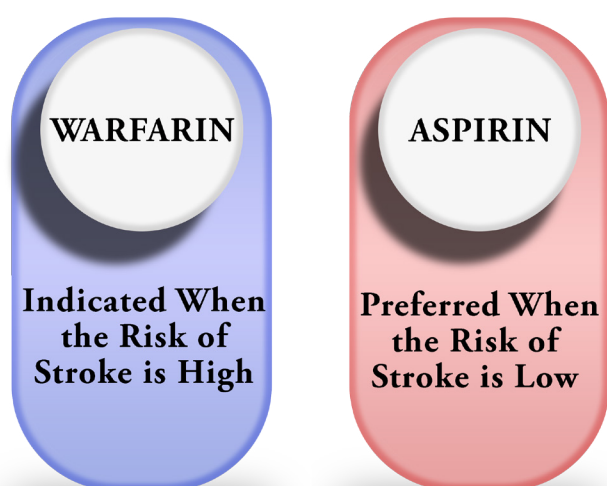 WARFARIN
Indicated When
the Risk of
Stroke is High
ASPIRIN
Preferred When
the Risk of
Stroke is Low